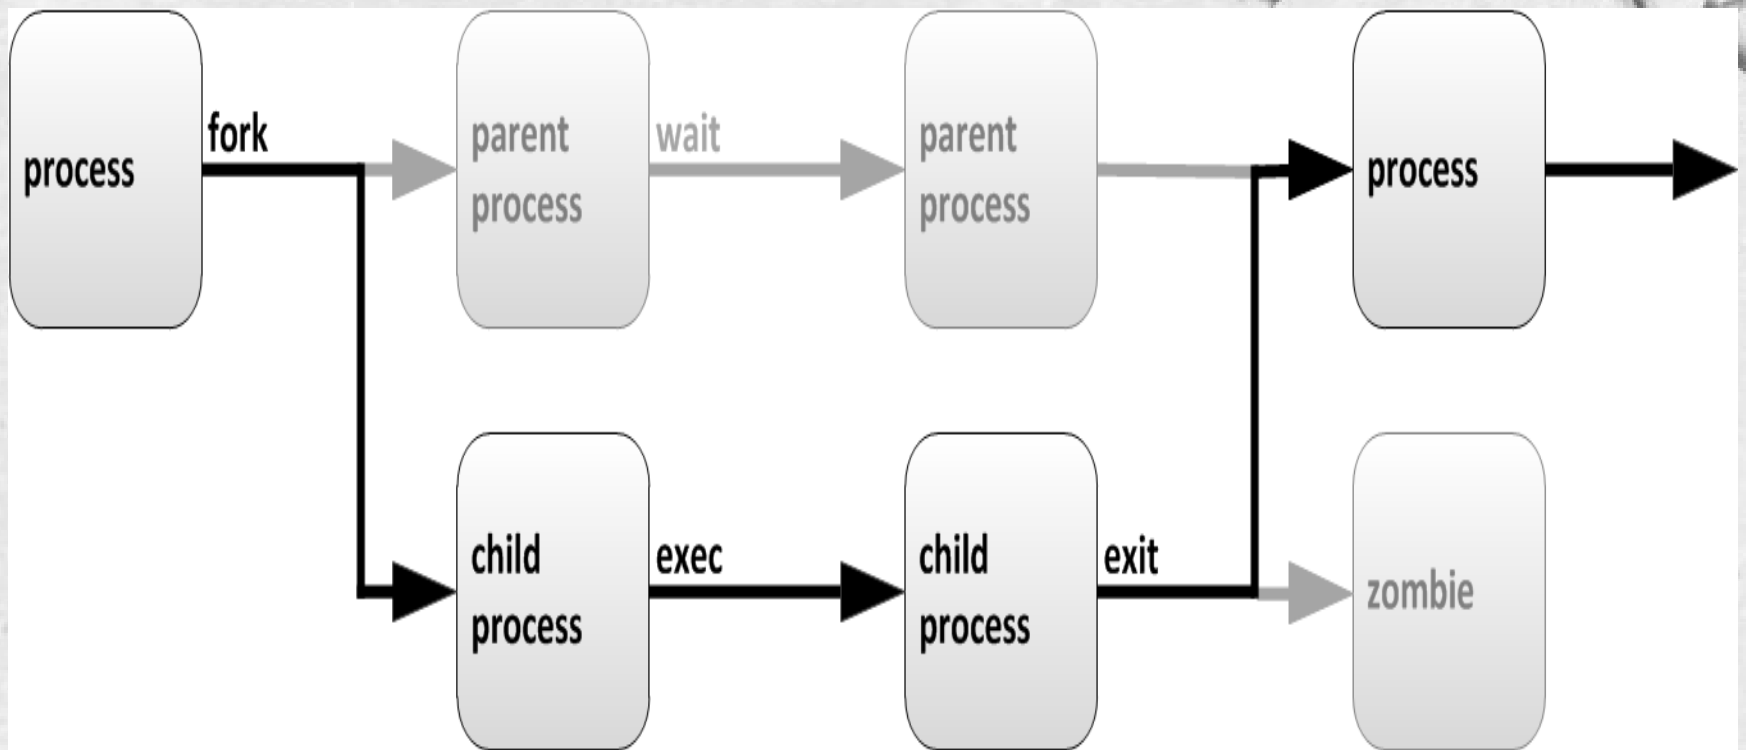 process
fork
parent
process
wait
parent
process
process
child
process
exec
child
process
exit
zombie